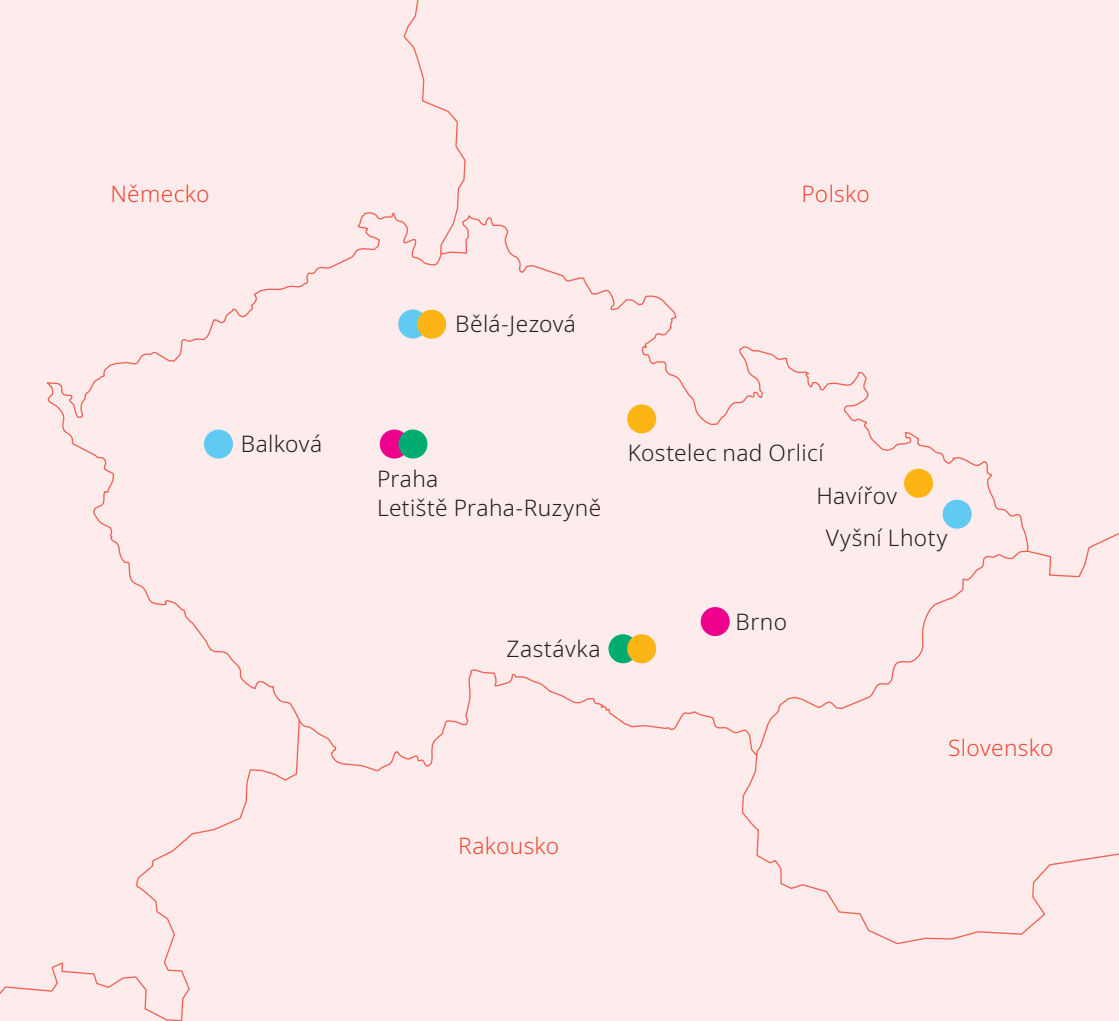 Německo
Polsko
Bělá-Jezová
Balková
Kostelec nad Orlicí
Praha
Letiště Praha-Ruzyně
Havířov
Vyšní Lhoty
Brno
Zastávka
Slovensko
Rakousko